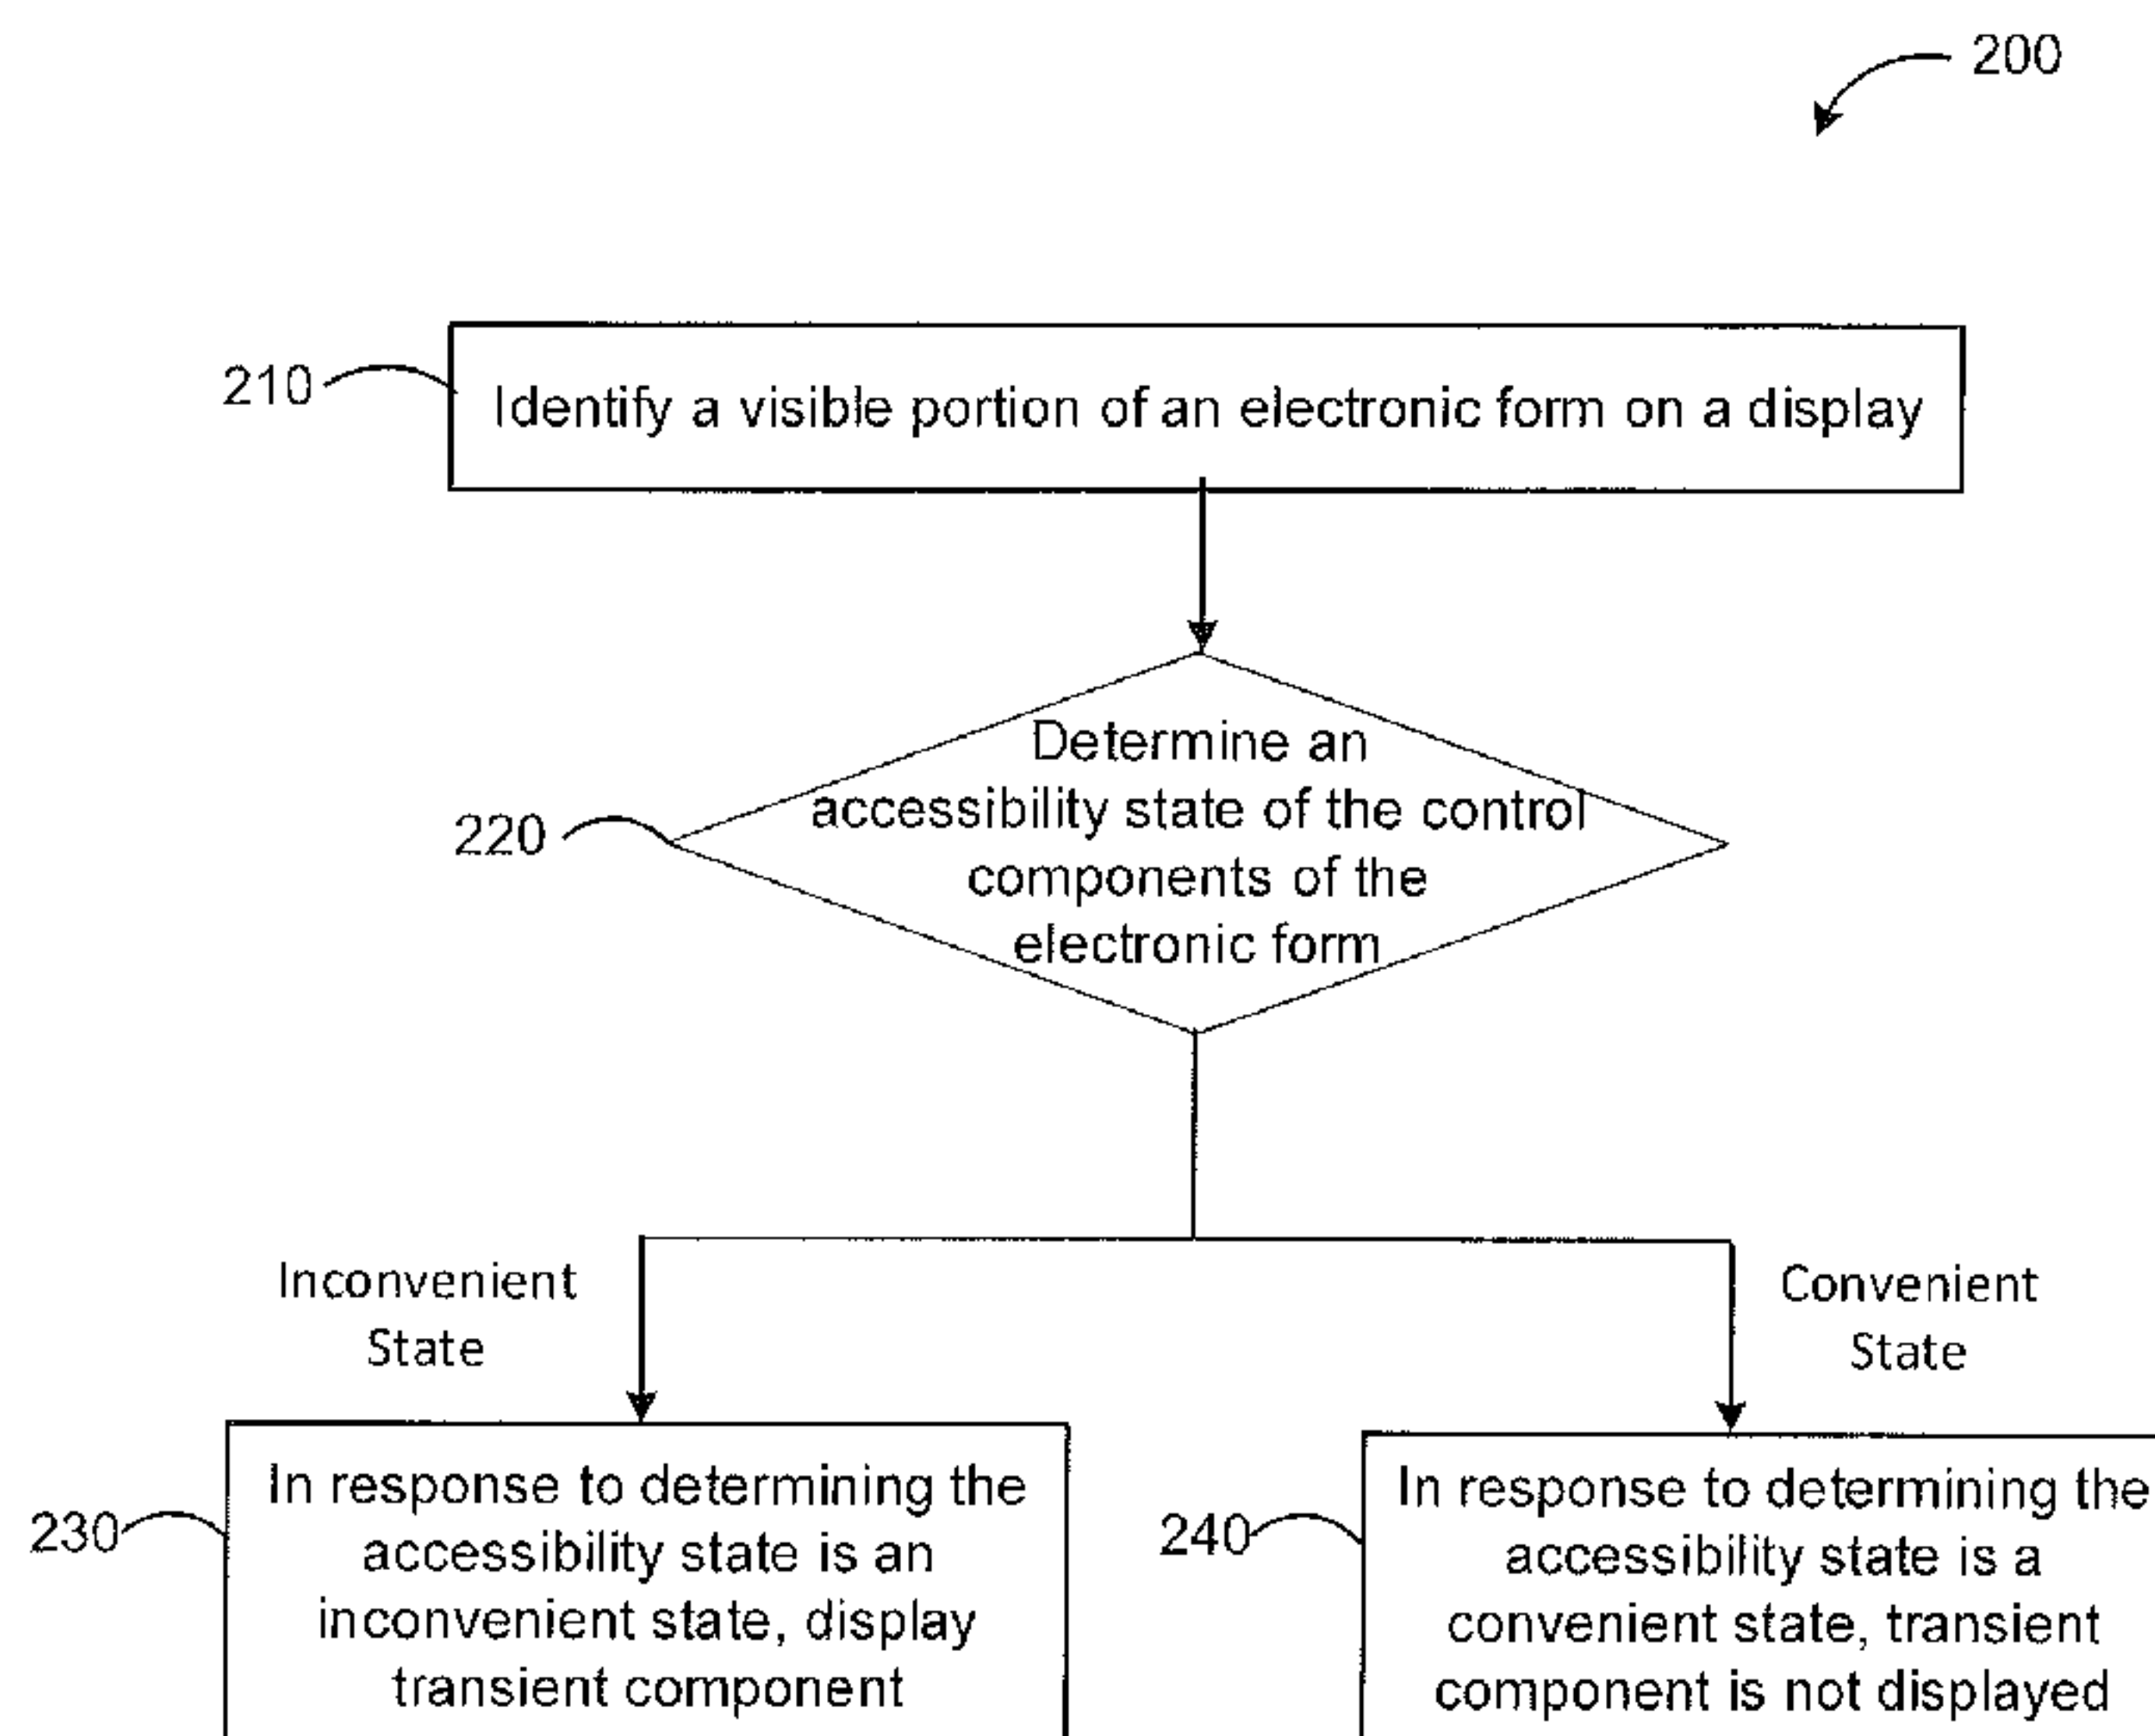 200
210
Identify a visible portion of an electronic form on a display
220
Determine an
accessibility state of the control
components of the
electronic form
Inconvenient
State
Convenient
State
230
In response to determining the
accessibility state is an
inconvenient state, display
transient component
240
In response to determining the
accessibility state is a
convenient state, transient
component is not displayed